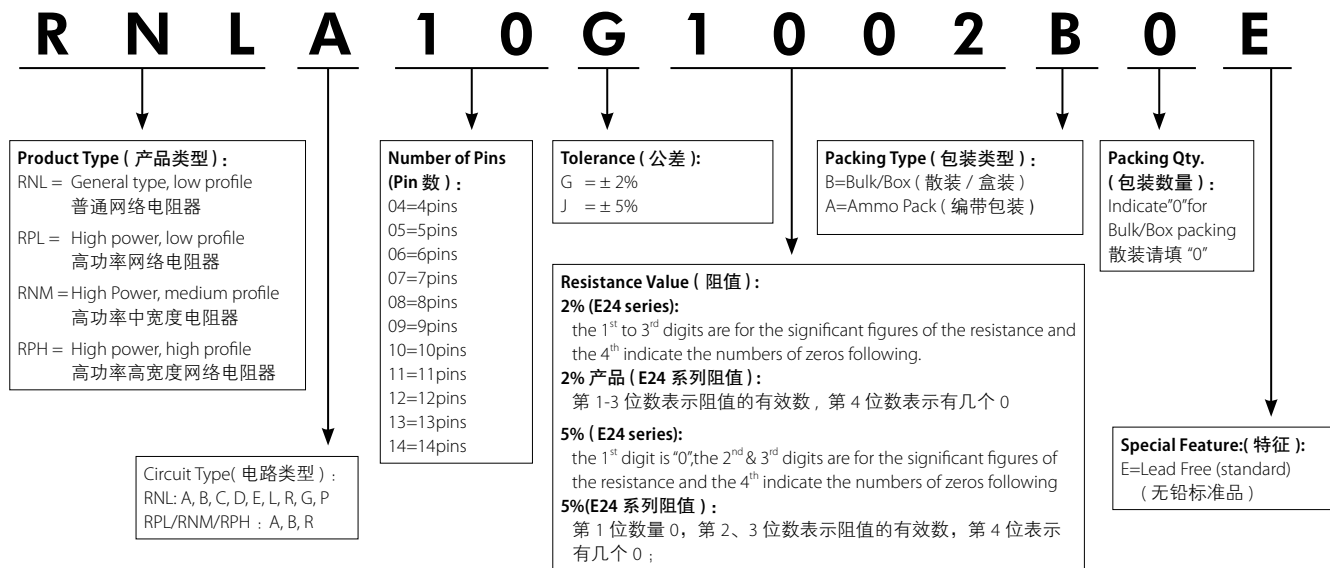 R N L A 1 0 G 1 0 0 2 B 0 E
Product Type ( 产品类型 ) :
RNL = General type, low profile
普通网络电阻器
RPL = High power, low profile
高功率网络电阻器
RNM = High Power, medium profile
高功率中宽度电阻器
RPH = High power, high profile
高功率高宽度网络电阻器
Circuit Type( 电路类型 ) :
RNL: A, B, C, D, E, L, R, G, P
RPL/RNM/RPH : A, B, R
Number of Pins
(Pin 数 ) :
04=4pins
05=5pins
06=6pins
07=7pins
08=8pins
09=9pins
10=10pins
11=11pins
12=12pins
13=13pins
14=14pins
Tolerance ( 公差 ):
G = ± 2%
J = ± 5%
Resistance Value ( 阻值 ) :
2% (E24 series):
the 1st to 3rd digits are for the significant figures of the resistance and
the 4th indicate the numbers of zeros following.
2% 产品 ( E24 系列阻值 ) :
第 1-3 位数表示阻值的有效数 , 第 4 位数表示有几个 0
5% ( E24 series):
the 1st digit is "0",the 2nd & 3rd digits are for the significant figures of
the resistance and the 4th indicate the numbers of zeros following
5%(E24 系列阻值 ) :
第 1 位数量 0，第 2、3 位数表示阻值的有效数，第 4 位表示
有几个 0 ;
Packing Type ( 包装类型 ) :
B=Bulk/Box ( 散装 / 盒装 )
A=Ammo Pack ( 编带包装 )
Packing Qty.
( 包装数量 ) :
Indicate"0"for
Bulk/Box packing
散装请填 "0"
Special Feature:( 特征 ):
E=Lead Free (standard)
( 无铅标准品 )